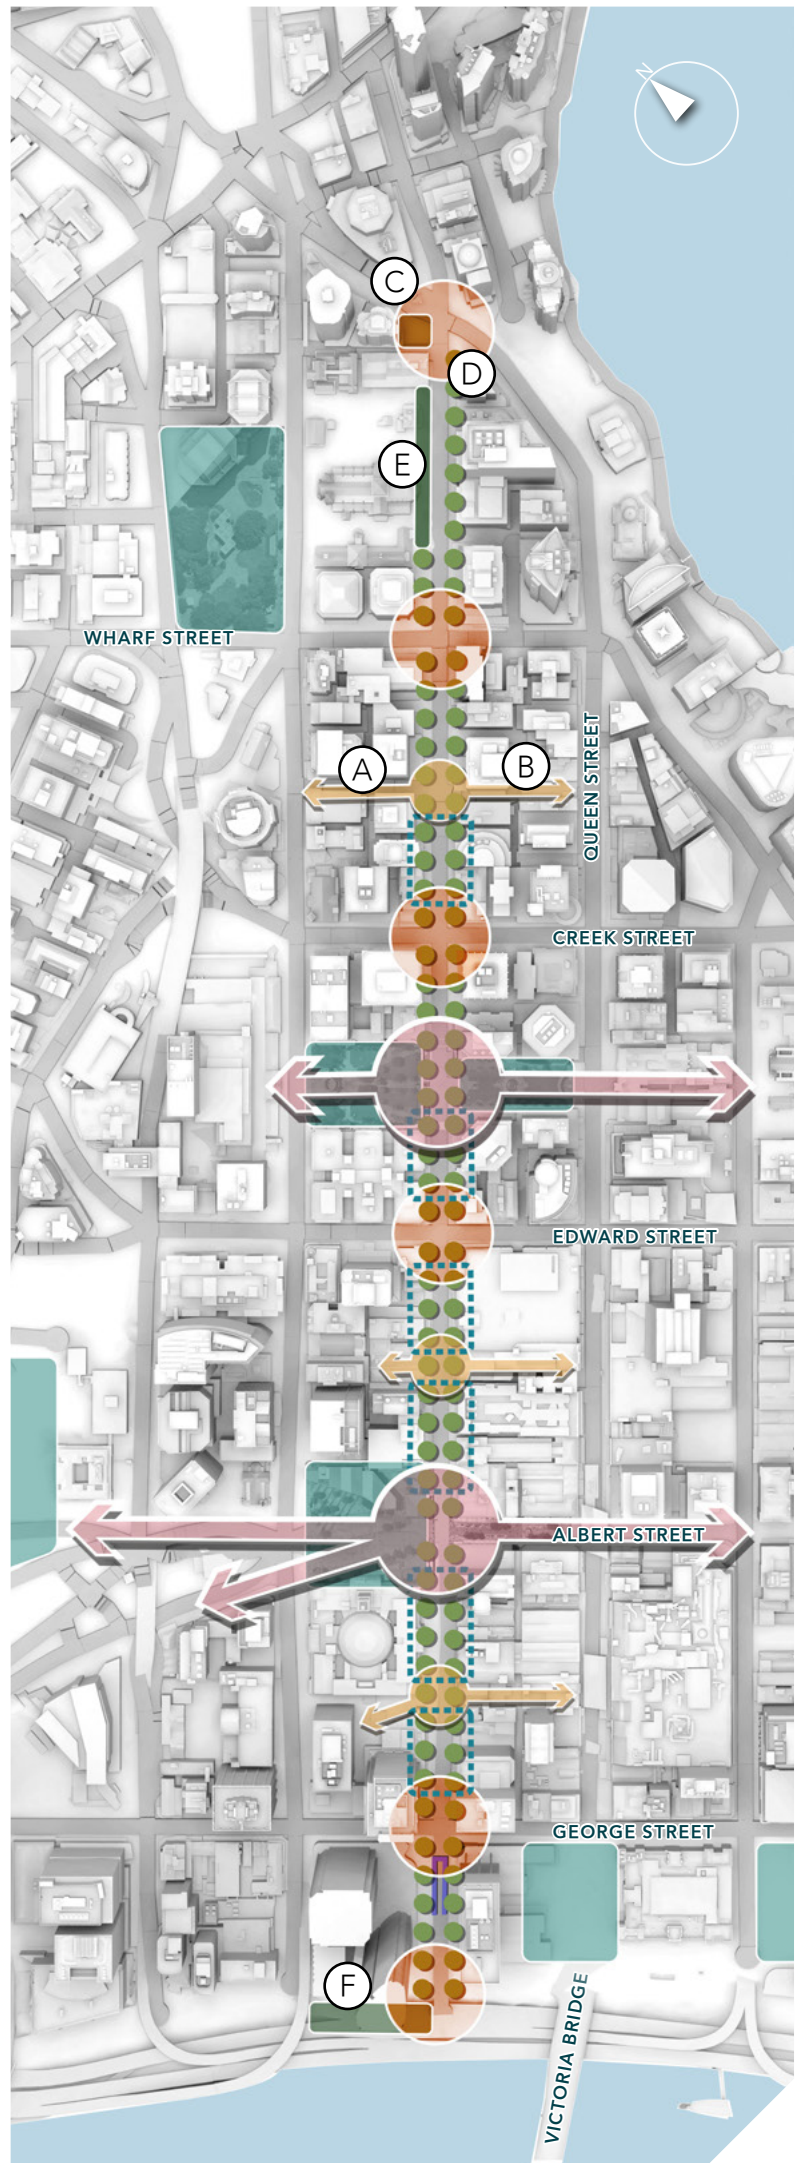 N
C
D
E
WHARF STREET
A
B
QUEEN STREET
CREEK STREET
EDWARD STREET
ALBERT STREET
GEORGE STREET
F
VICTORIA BRIDGE